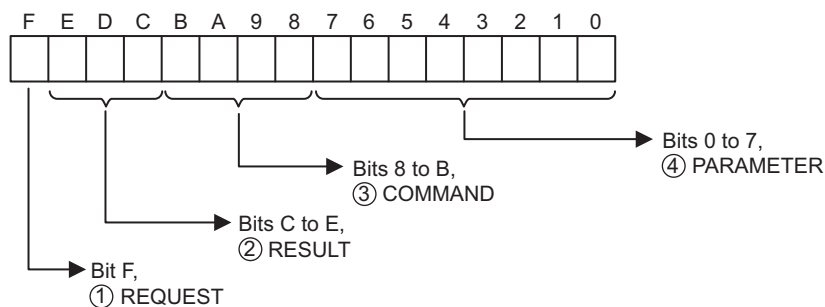 F E D C B A 9 8 7 6 5 4 3 2 1 0
Bits 0 to 7,
④ PARAMETER
Bits 8 to B,
③ COMMAND
Bits C to E,
② RESULT
Bit F,
① REQUEST